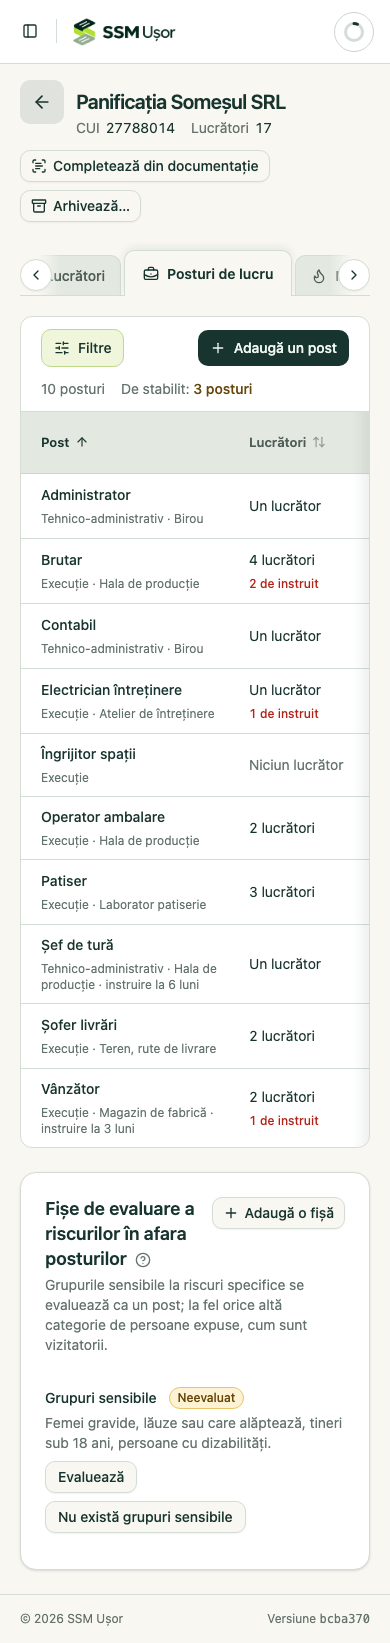 SSM Ușor
Panificația Someșul SRL
CUI 27788014 Lucrători 17
Completează din documentație
Arhivează...
Lucrători
Posturi de lucru
Filtre
Adaugă un post
10 posturi De stabilit: 3 posturi
Post
Lucrători
Administrator
Tehnico-administrativ · Birou
Un lucrător
Brutar
Execuție · Hala de producție
4 lucrători
2 de instruit
Contabil
Tehnico-administrativ · Birou
Un lucrător
Electrician întreținere
Execuție · Atelier de întreținere
Un lucrător
1 de instruit
Îngrijitor spații
Execuție
Niciun lucrător
Operator ambalare
Execuție · Hala de producție
2 lucrători
Patiser
Execuție · Laborator patiserie
3 lucrători
Șef de tură
Tehnico-administrativ · Hala de
producție · instruire la 6 luni
Un lucrător
Șofer livrări
Execuție · Teren, rute de livrare
2 lucrători
Vânzător
Execuție · Magazin de fabrică ·
instruire la 3 luni
2 lucrători
1 de instruit
Fișe de evaluare a
riscurilor în afara
posturilor
Adaugă o fișă
Grupurile sensibile la riscuri specifice se
evaluează ca un post; la fel orice altă
categorie de persoane expuse, cum sunt
vizitatorii.
Grupuri sensibile Neevaluat
Femei gravide, lăuze sau care alăptează, tineri
sub 18 ani, persoane cu dizabilități.
Evaluează
Nu există grupuri sensibile
© 2026 SSM Ușor
Versiune bcba370